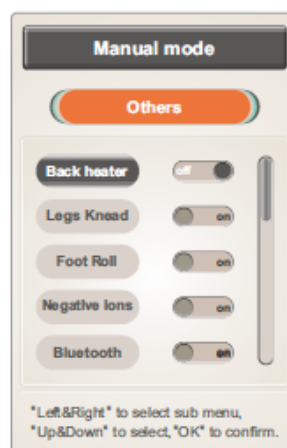 Manual mode
Others
Back heater off
Legs Knead on
Foot Roll on
Negative Ions on
Bluetooth on
"Left&Right" to select sub menu,
"Up&Down" to select, "OK" to confirm.